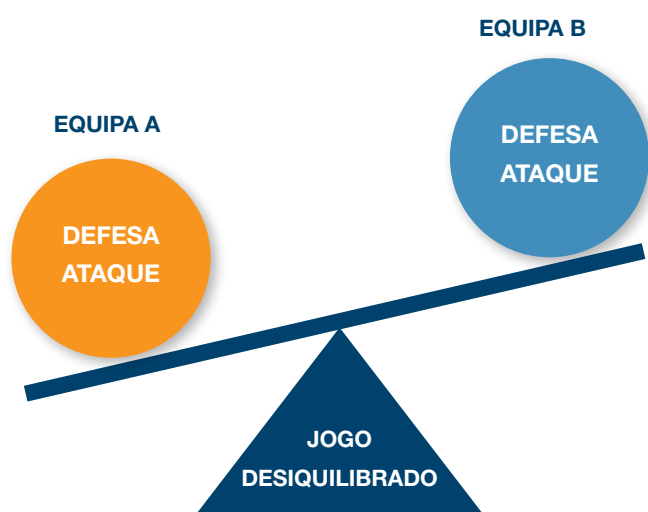 EQUIPA B
DEFESA
ATAQUE
EQUIPA A
DEFESA
ATAQUE
JOGO
DESIQUILIBRADO